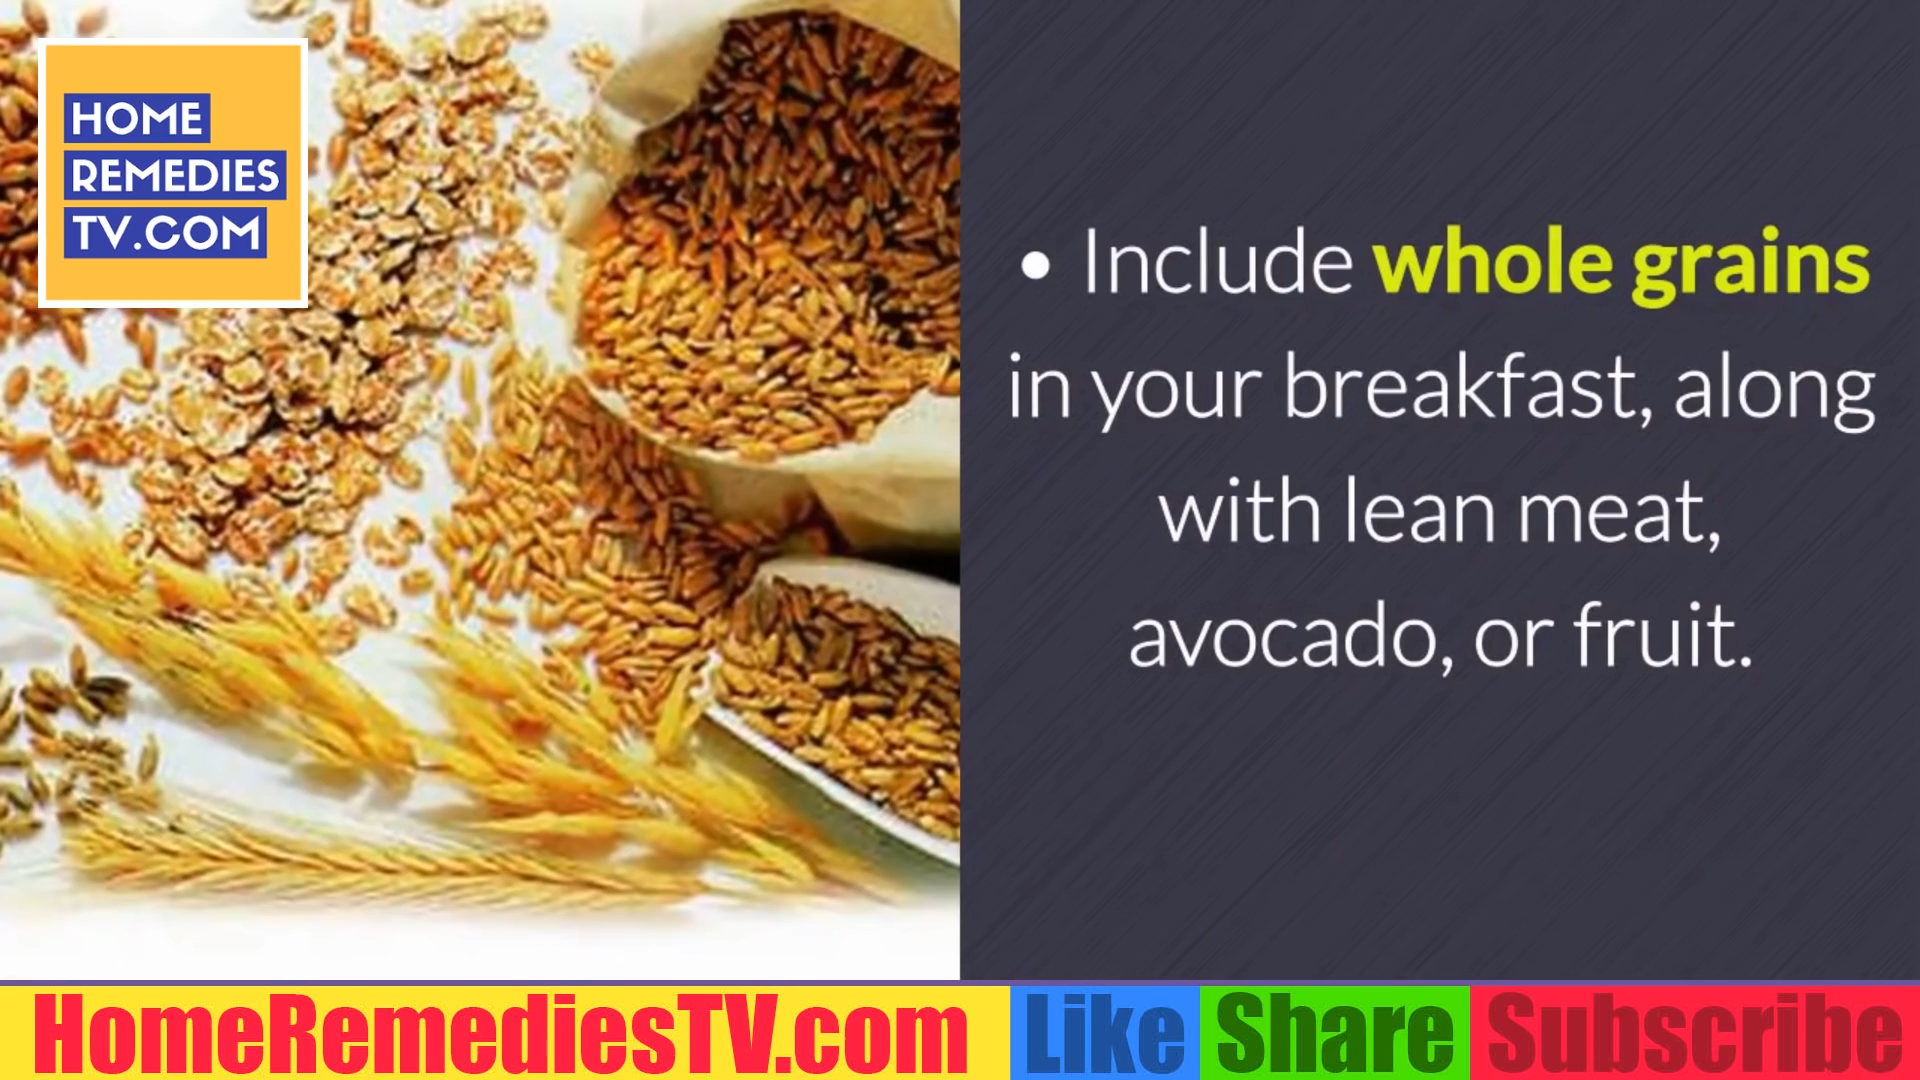 HOME
REMEDIES
TV.COM
• Include whole grains
in your breakfast, along
with lean meat,
avocado, or fruit.
HomeRemediesTV.com Like Share Subscribe